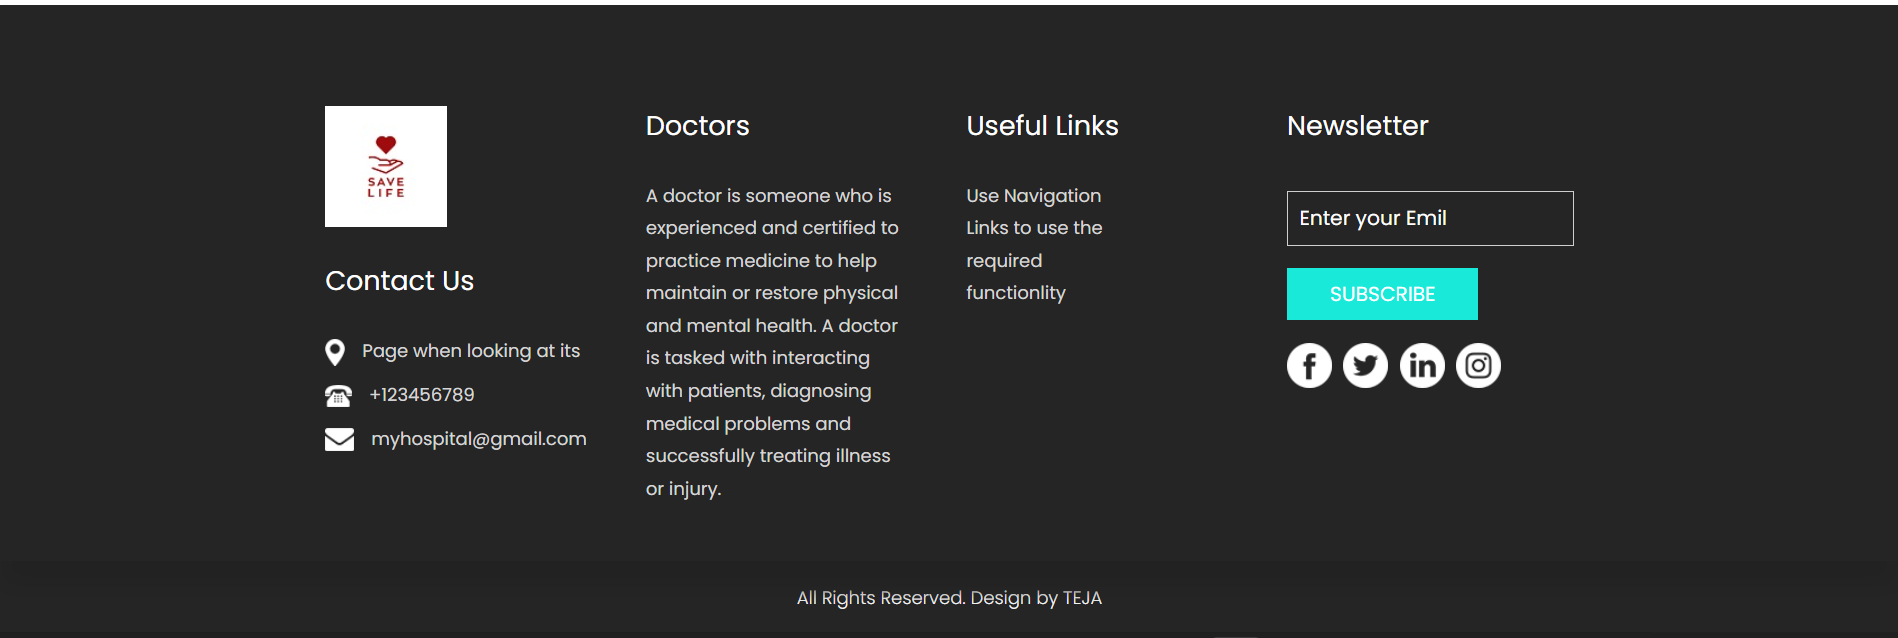 SAVE
LIFE
Contact Us
Page when looking at its
+123456789
myhospital@gmail.com
Doctors
A doctor is someone who is
experienced and certified to
practice medicine to help
maintain or restore physical
and mental health. A doctor
is tasked with interacting
with patients, diagnosing
medical problems and
successfully treating illness
or injury.
Useful Links
Use Navigation
Links to use the
required
functionlity
Newsletter
Enter your Emil
SUBSCRIBE
All Rights Reserved. Design by TEJA